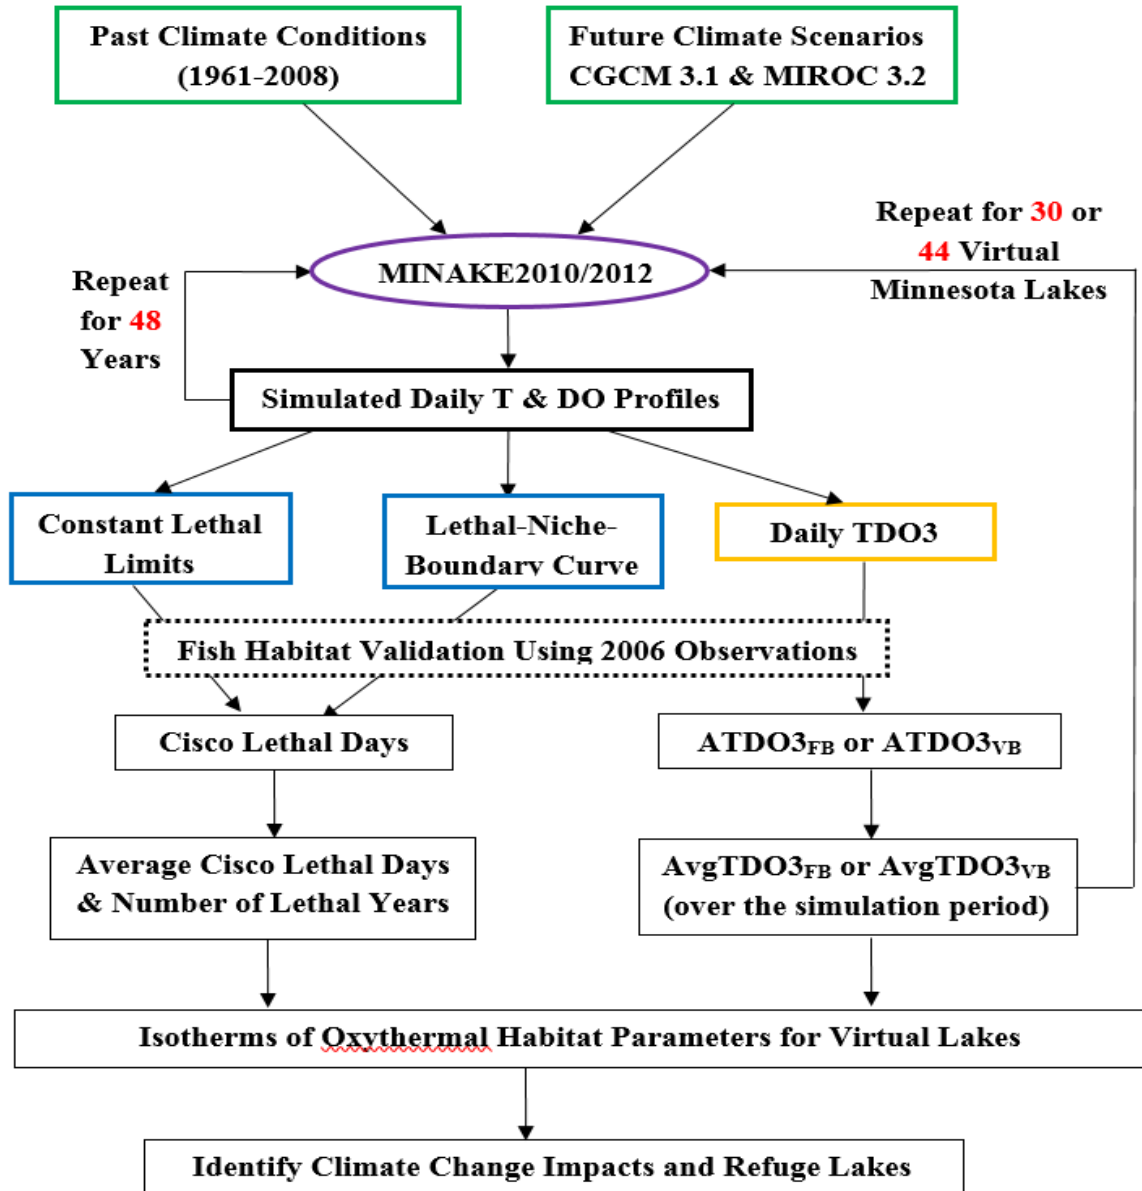 Past Climate Conditions
(1961-2008)
Future Climate Scenarios
CGCM 3.1 & MIROC 3.2
Repeat for 30 or
44 Virtual
Minnesota Lakes
MINAKE2010/2012
Repeat
for 48
Years
Simulated Daily T & DO Profiles
Constant Lethal
Limits
Lethal-Niche-
Boundary Curve
Daily TDO3
Fish Habitat Validation Using 2006 Observations
Cisco Lethal Days
ATDO3FB or ATDO3VB
Average Cisco Lethal Days
& Number of Lethal Years
AvgTDO3FB or AvgTDO3VB
(over the simulation period)
Isotherms of Oxythermal Habitat Parameters for Virtual Lakes
Identify Climate Change Impacts and Refuge Lakes